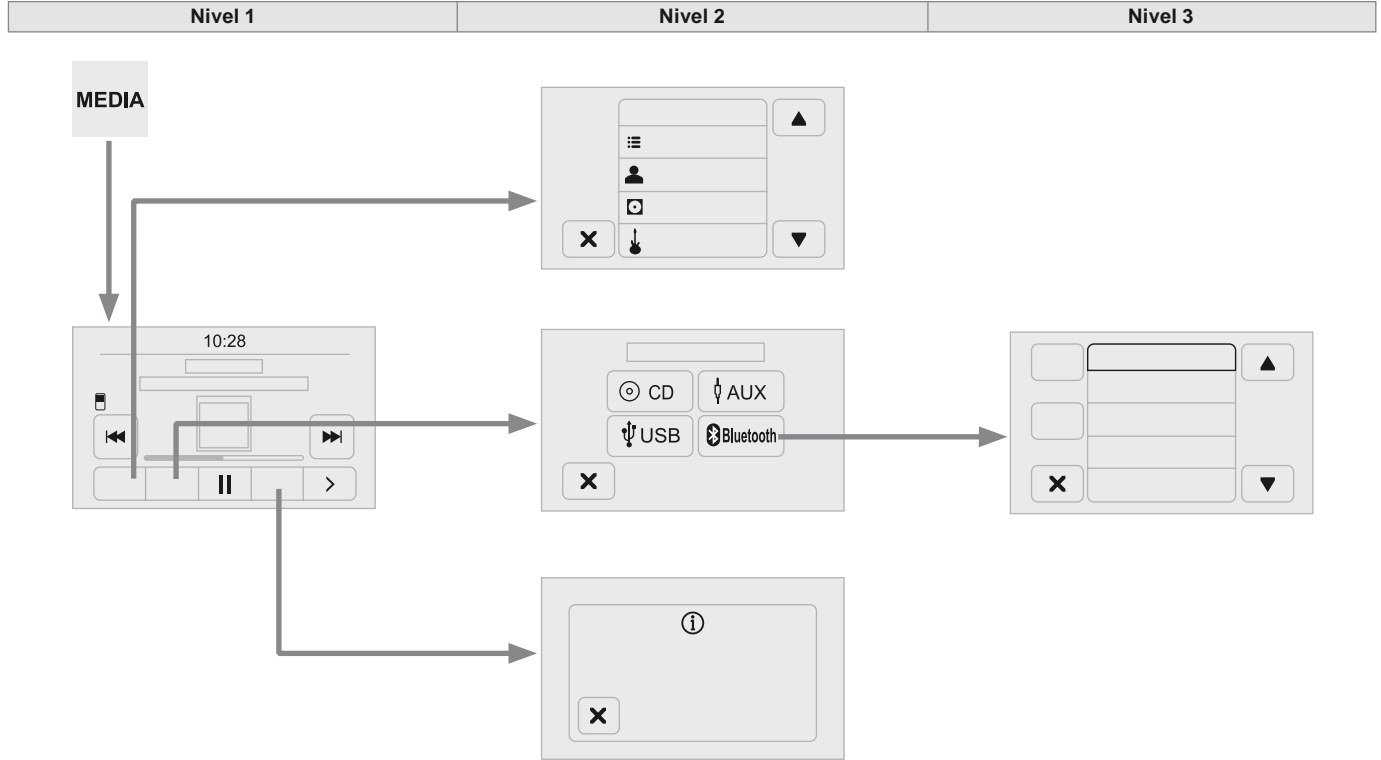 Nivel 1
Nivel 2
Nivel 3
MEDIA
10:28
CD
AUX
USB
Bluetooth